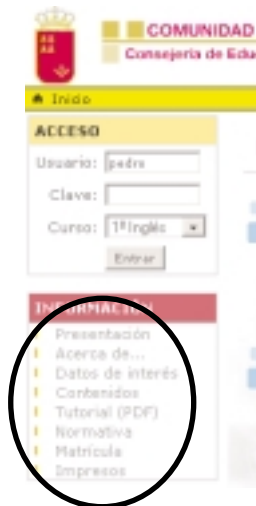 COMUNIDAD
Consejería de Edu
Inicio
ACCESO
Usuario: pedro
Clave:
Curso: 1º Inglés
Entrar
INFORMACIÓN
Presentación
Acerca de...
Datos de interés
Contenidos
Tutorial (PDF)
Normativa
Matrícula
Impresos